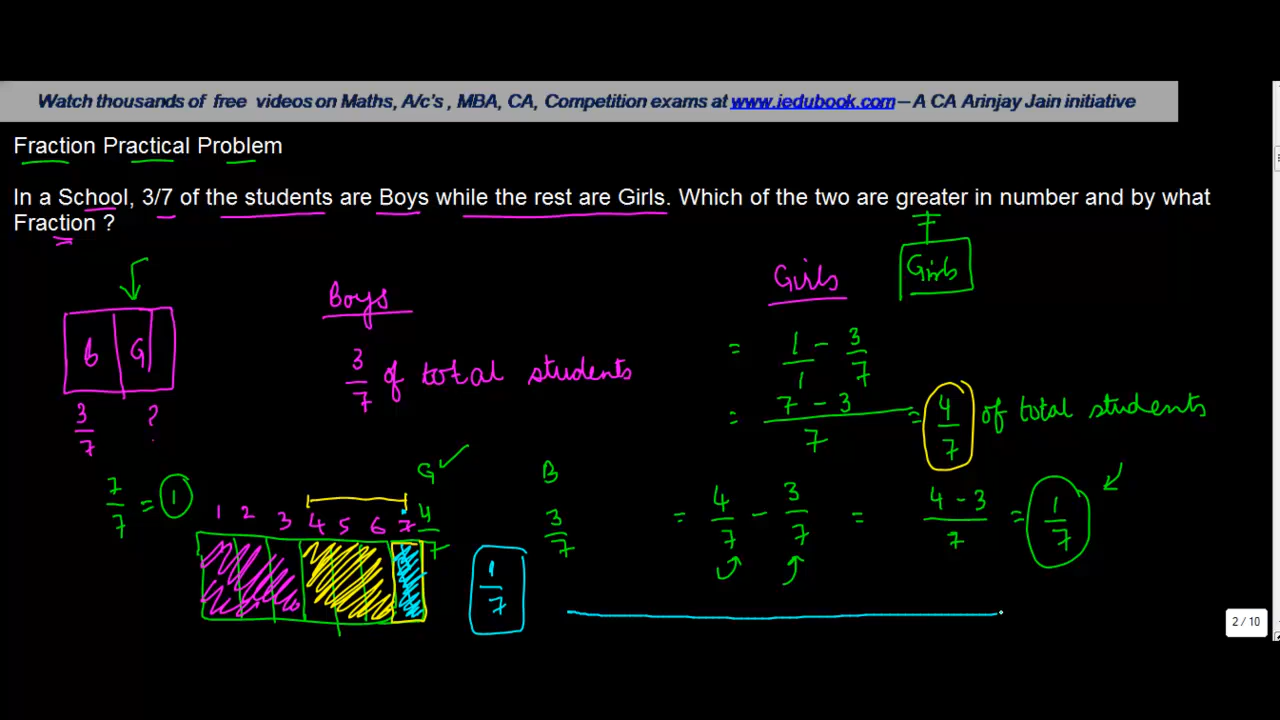 Watch thousands of free videos on Maths, A/c's , MBA, CA, Competition exams at www.iedubook.com – A CA Arinjay Jain initiative
Fraction Practical Problem
In a School, 3/7 of the students are Boys while the rest are Girls. Which of the two are greater in number and by what
Fraction ?
Boys
Girls
Girls
B G
3/7 ?
3/7 of total students
= 1/1 - 3/7
= 7 - 3 / 7 = 4/7 of total students
7/7 = 1
G B
1 2 3 4 5 6 7
4/7 3/7
= 4/7 - 3/7 = 4 - 3 / 7 = 1/7
1/7
2 / 10